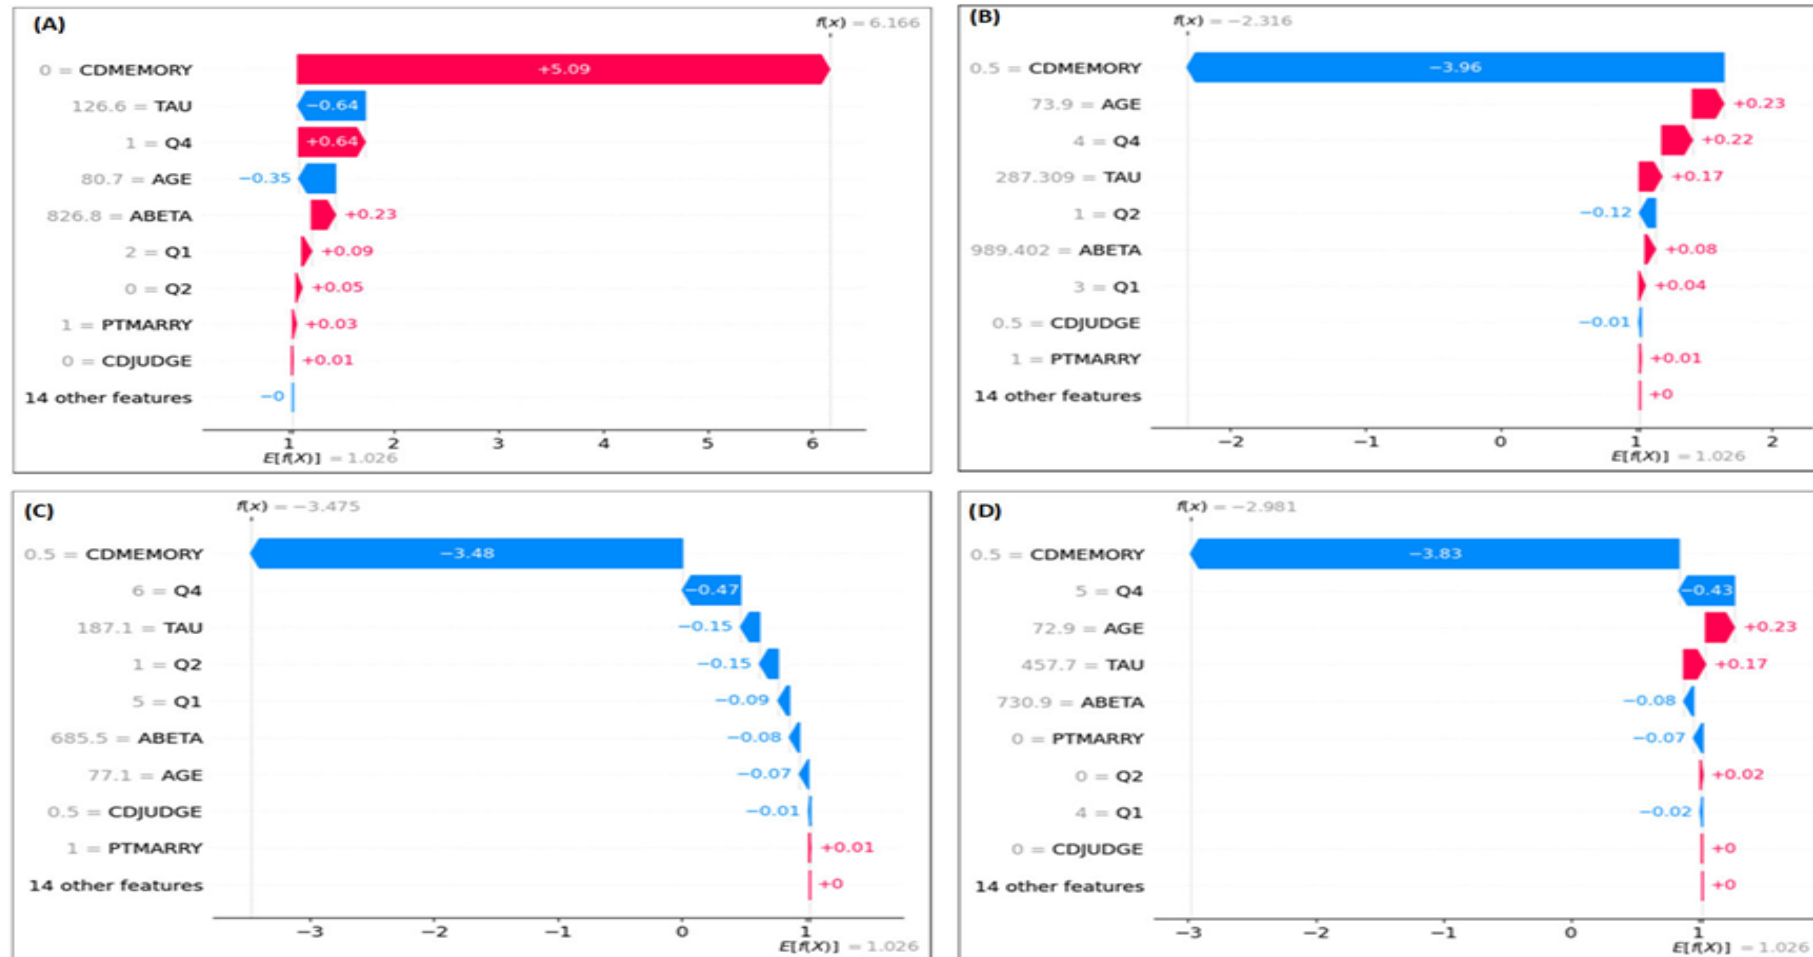 (A)
f(x) = 6.166
0 = CDMEMORY
+5.09
126.6 = TAU
−0.64
1 = Q4
+0.64
80.7 = AGE
−0.35
826.8 = ABETA
+0.23
2 = Q1
+0.09
0 = Q2
+0.05
1 = PTMARRY
+0.03
0 = CDJUDGE
+0.01
14 other features
−0
1 2 3 4 5 6
E[f(X)] = 1.026
(B)
f(x) = −2.316
0.5 = CDMEMORY
−3.96
73.9 = AGE
+0.23
4 = Q4
+0.22
287.309 = TAU
+0.17
1 = Q2
−0.12
989.402 = ABETA
+0.08
3 = Q1
+0.04
0.5 = CDJUDGE
−0.01
1 = PTMARRY
+0.01
14 other features
+0
−2 −1 0 1 2
E[f(X)] = 1.026
(C)
f(x) = −3.475
0.5 = CDMEMORY
−3.48
6 = Q4
−0.47
187.1 = TAU
−0.15
1 = Q2
−0.15
5 = Q1
−0.09
685.5 = ABETA
−0.08
77.1 = AGE
−0.07
0.5 = CDJUDGE
−0.01
1 = PTMARRY
+0.01
14 other features
+0
−3 −2 −1 0 1
E[f(X)] = 1.026
(D)
f(x) = −2.981
0.5 = CDMEMORY
−3.83
5 = Q4
−0.43
72.9 = AGE
+0.23
457.7 = TAU
+0.17
730.9 = ABETA
−0.08
0 = PTMARRY
−0.07
0 = Q2
+0.02
4 = Q1
−0.02
0 = CDJUDGE
+0
14 other features
+0
−3 −2 −1 0 1
E[f(X)] = 1.026